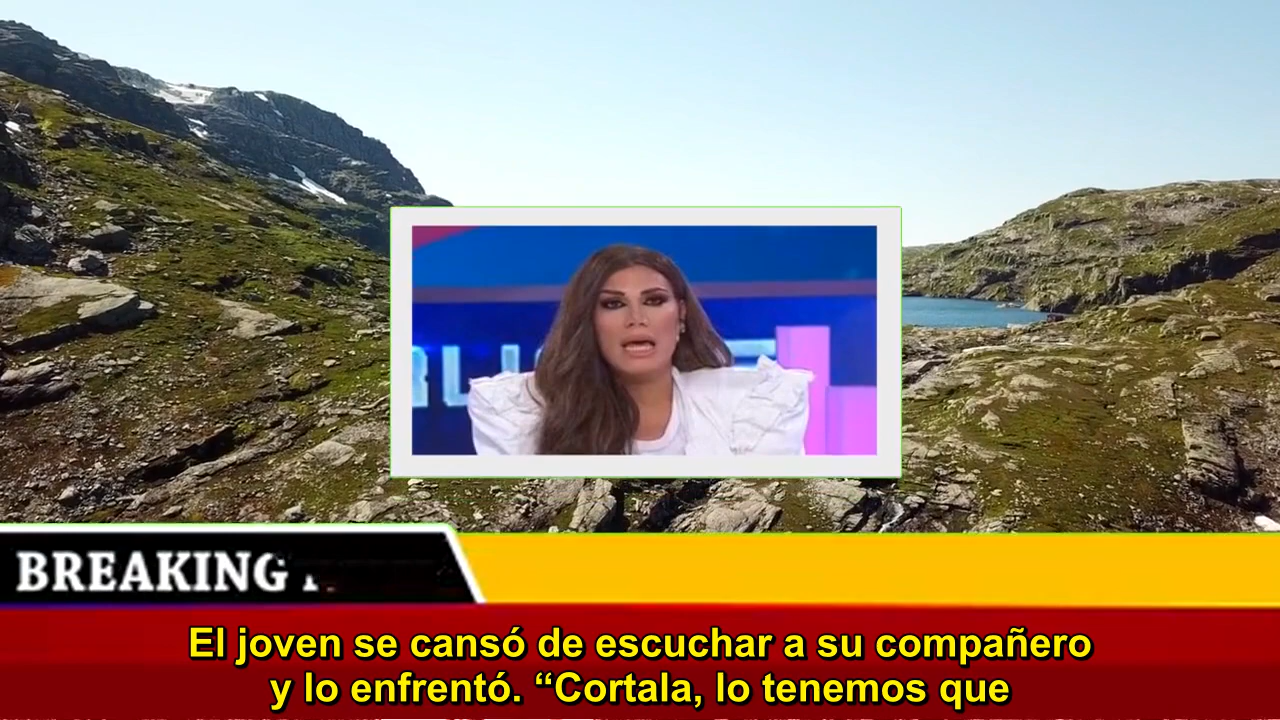 BREAKING
El joven se cansó de escuchar a su compañero
y lo enfrentó. “Cortala, lo tenemos que